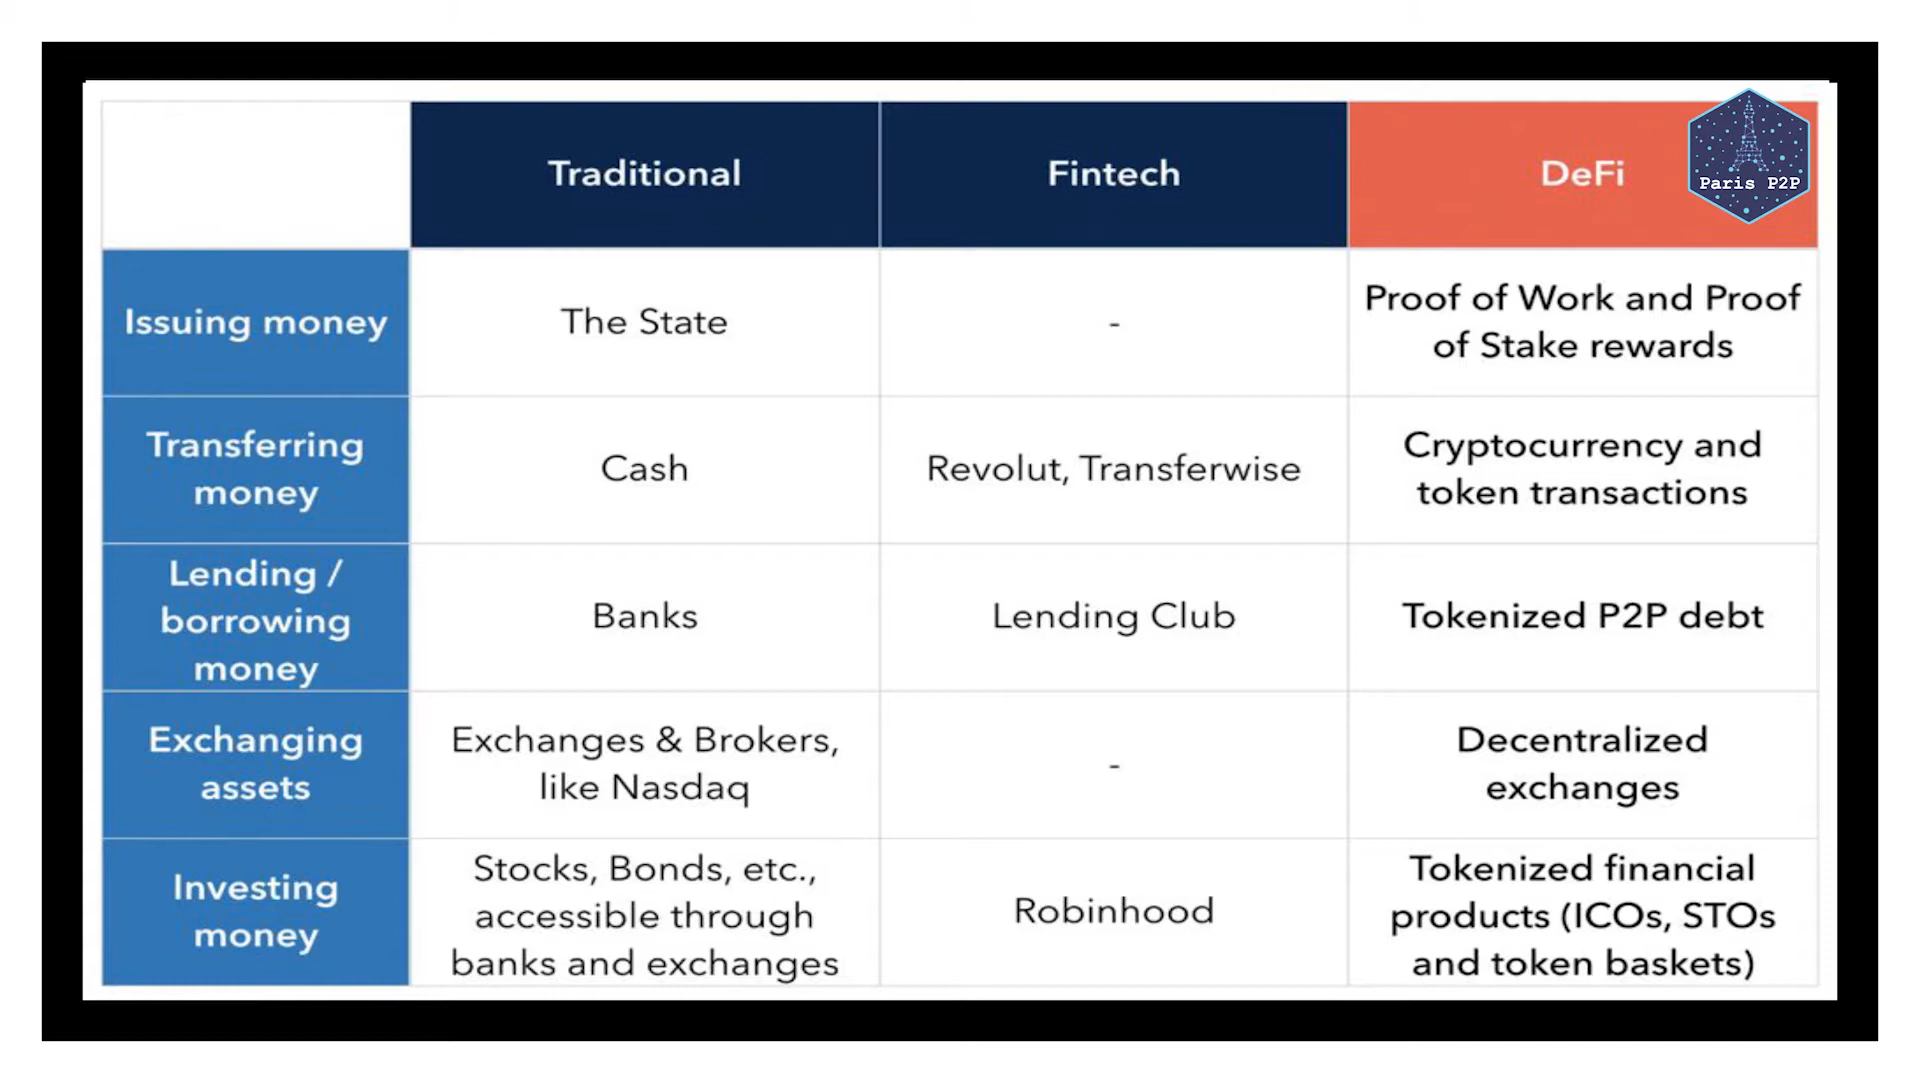 Traditional
Fintech
DeFi
Paris P2P
Issuing money
The State
-
Proof of Work and Proof
of Stake rewards
Transferring
money
Cash
Revolut, Transferwise
Cryptocurrency and
token transactions
Lending /
borrowing
money
Banks
Lending Club
Tokenized P2P debt
Exchanging
assets
Exchanges & Brokers,
like Nasdaq
-
Decentralized
exchanges
Investing
money
Stocks, Bonds, etc.,
accessible through
banks and exchanges
Robinhood
Tokenized financial
products (ICOs, STOs
and token baskets)